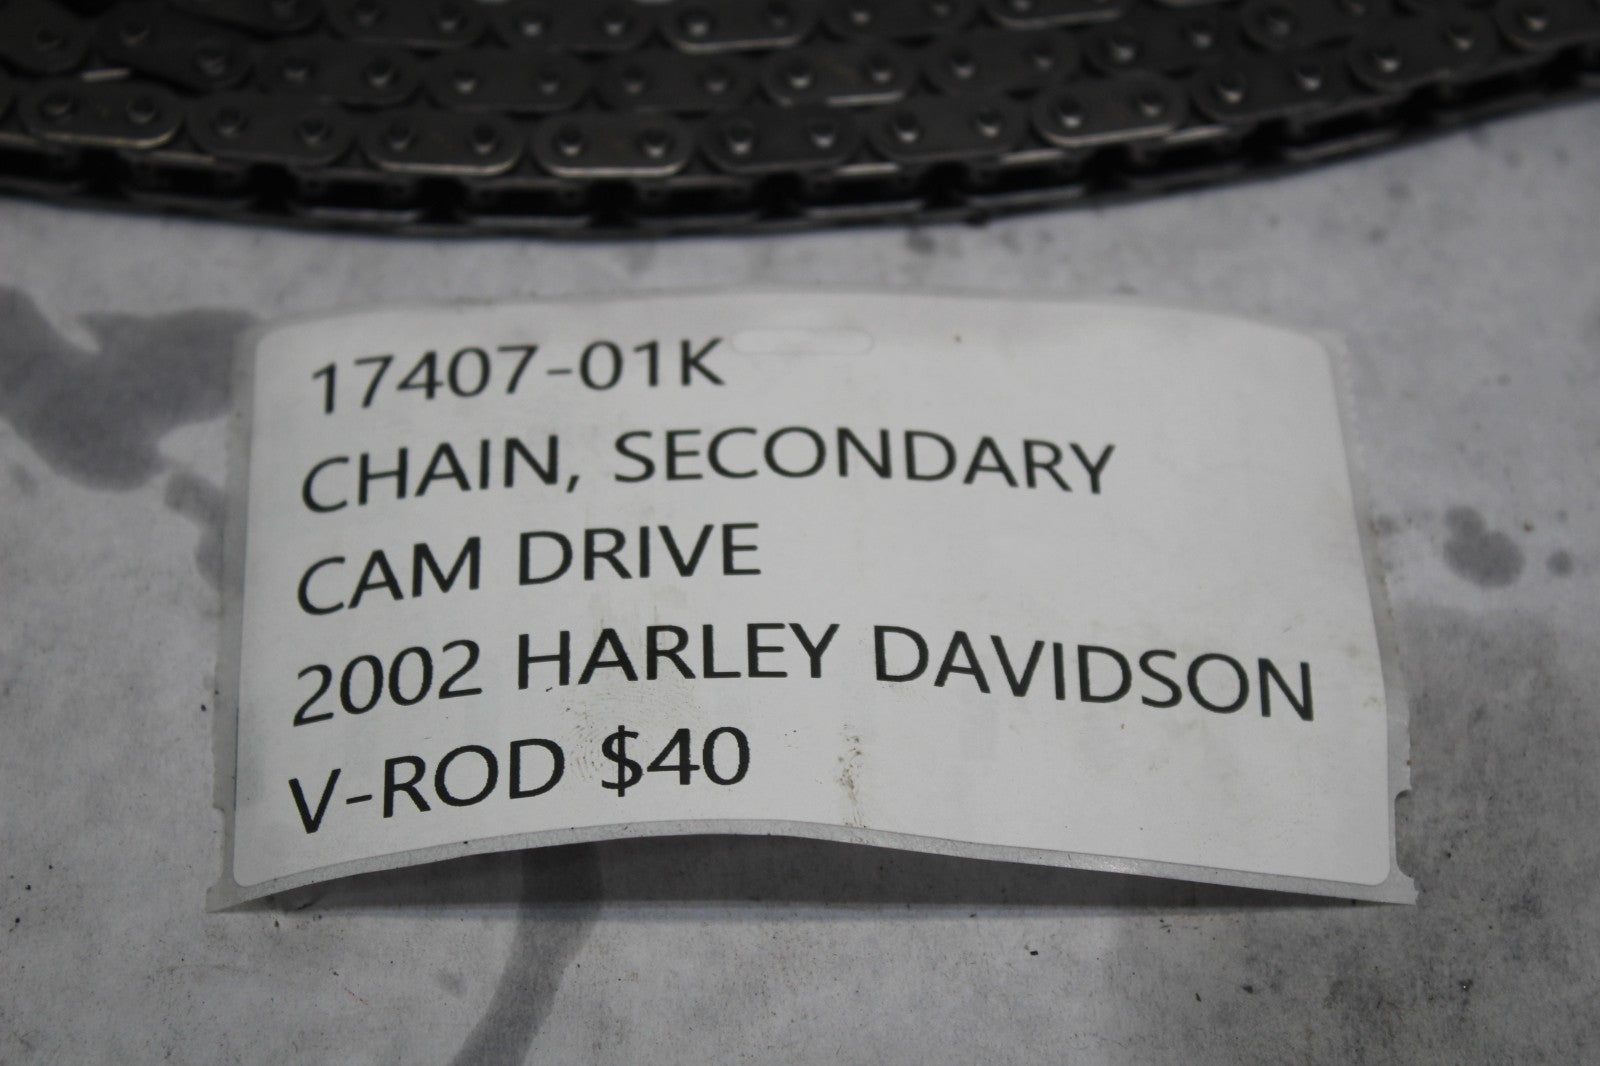 17407-01K
CHAIN, SECONDARY
CAM DRIVE
2002 HARLEY DAVIDSON
V-ROD $40